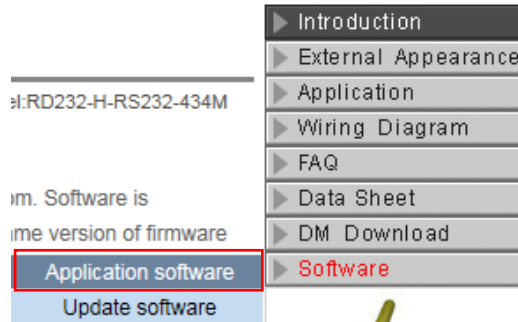 el:RD232-H-RS232-434M
om. Software is
ame version of firmware
Application software
Update software
Introduction
External Appearance
Application
Wiring Diagram
FAQ
Data Sheet
DM Download
Software